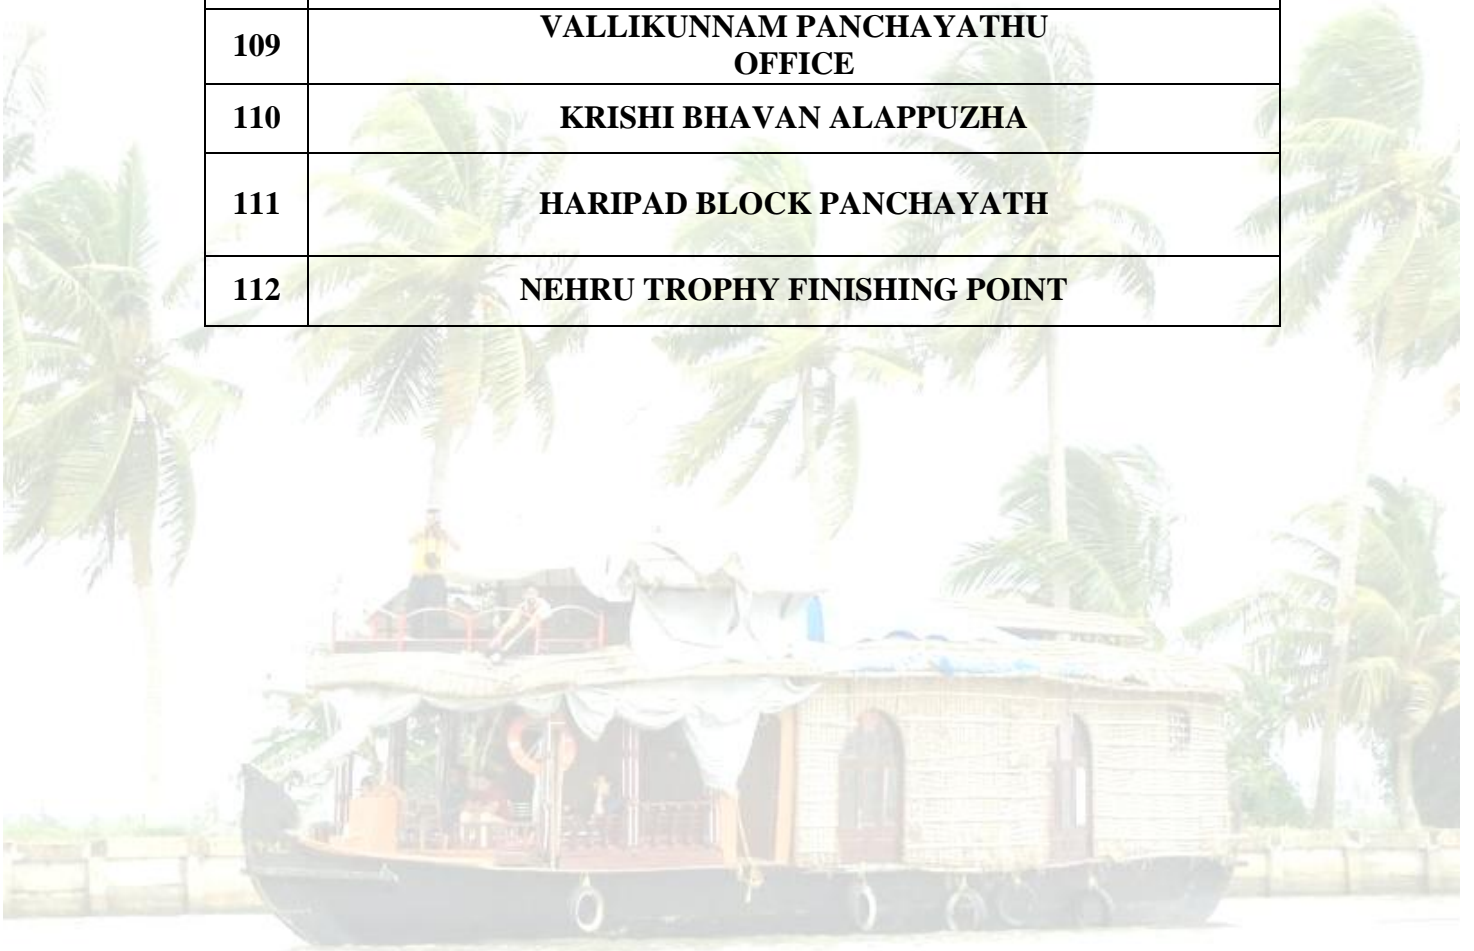 109
VALLIKUNNAM PANCHAYATHU
OFFICE
110 KRISHI BHAVAN ALAPPUZHA
111 HARIPAD BLOCK PANCHAYATH
112 NEHRU TROPHY FINISHING POINT